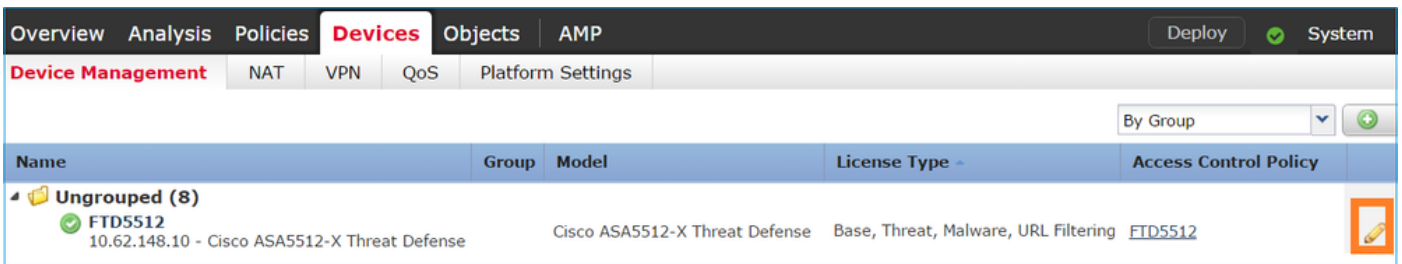 Overview Analysis Policies Devices Objects AMP Deploy System
Device Management NAT VPN QoS Platform Settings
By Group
Name Group Model License Type Access Control Policy
Ungrouped (8)
FTD5512
10.62.148.10 - Cisco ASA5512-X Threat Defense Cisco ASA5512-X Threat Defense Base, Threat, Malware, URL Filtering FTD5512